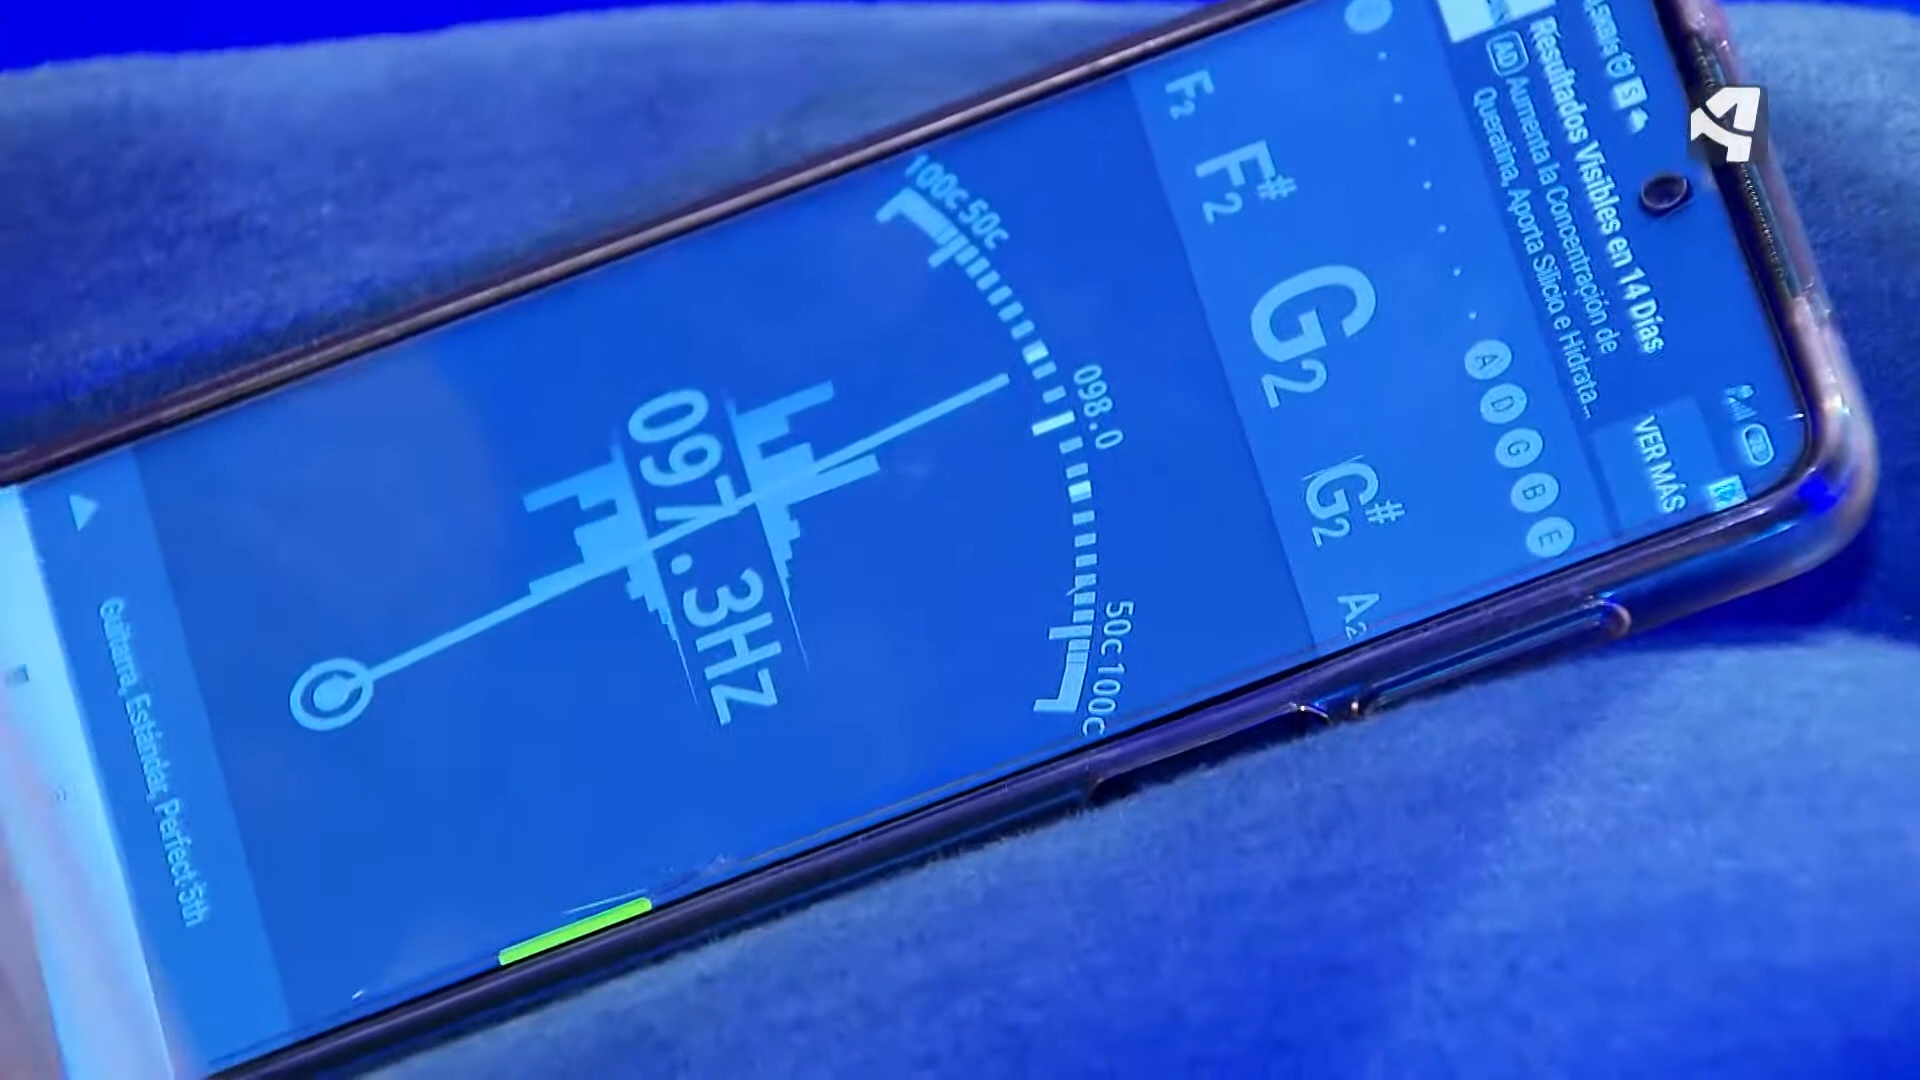 Resultados Visibles en 14 Días
AD Aumenta la Concentración de
Queratina, Aporta Silicio e Hidrata...
VER MÁS
A D G B E
F2 F#2 G2 G#2 A2
098.0
100c 50c 50c 100c
097.3Hz
Guitarra, Estándar, Perfect 5th